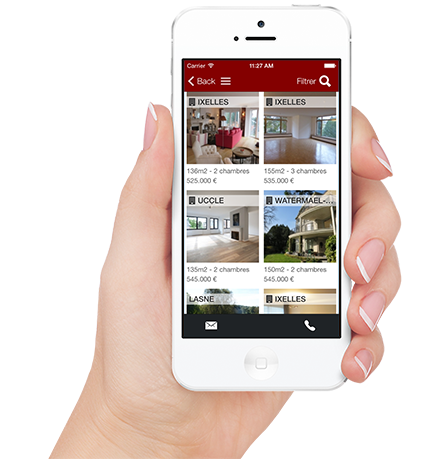 Carrier 11:27 AM
Back Filtrer
IXELLES IXELLES
136m2 - 2 chambres 155m2 - 3 chambres
525.000 € 535.000 €
UCCLE WATERMAEL-...
135m2 - 2 chambres 150m2 - 2 chambres
545.000 € 545.000 €
LASNE IXELLES